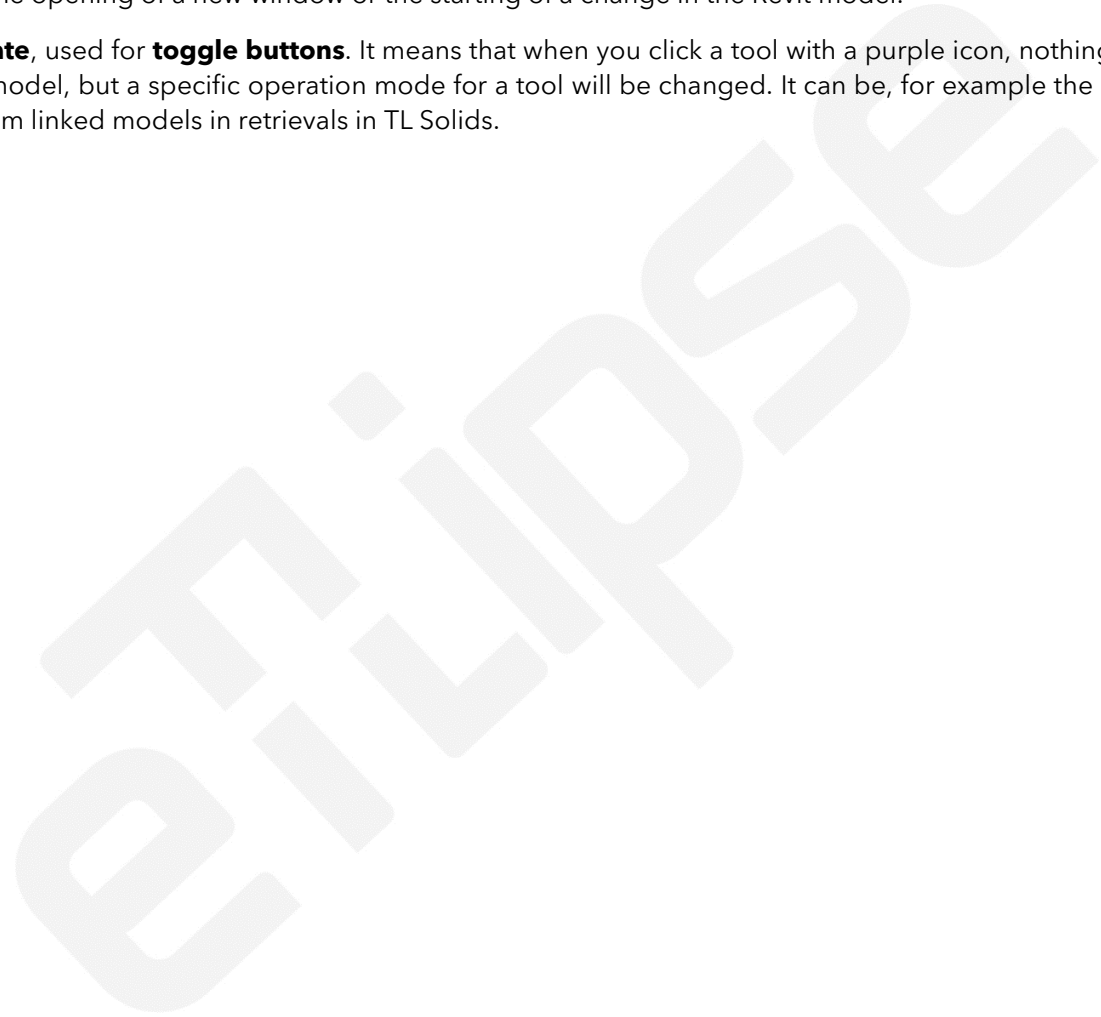 he opening of a new window or the starting of a change in the Revit model.
te, used for toggle buttons. It means that when you click a tool with a purple icon, nothing
model, but a specific operation mode for a tool will be changed. It can be, for example the
m linked models in retrievals in TL Solids.
eTLipse